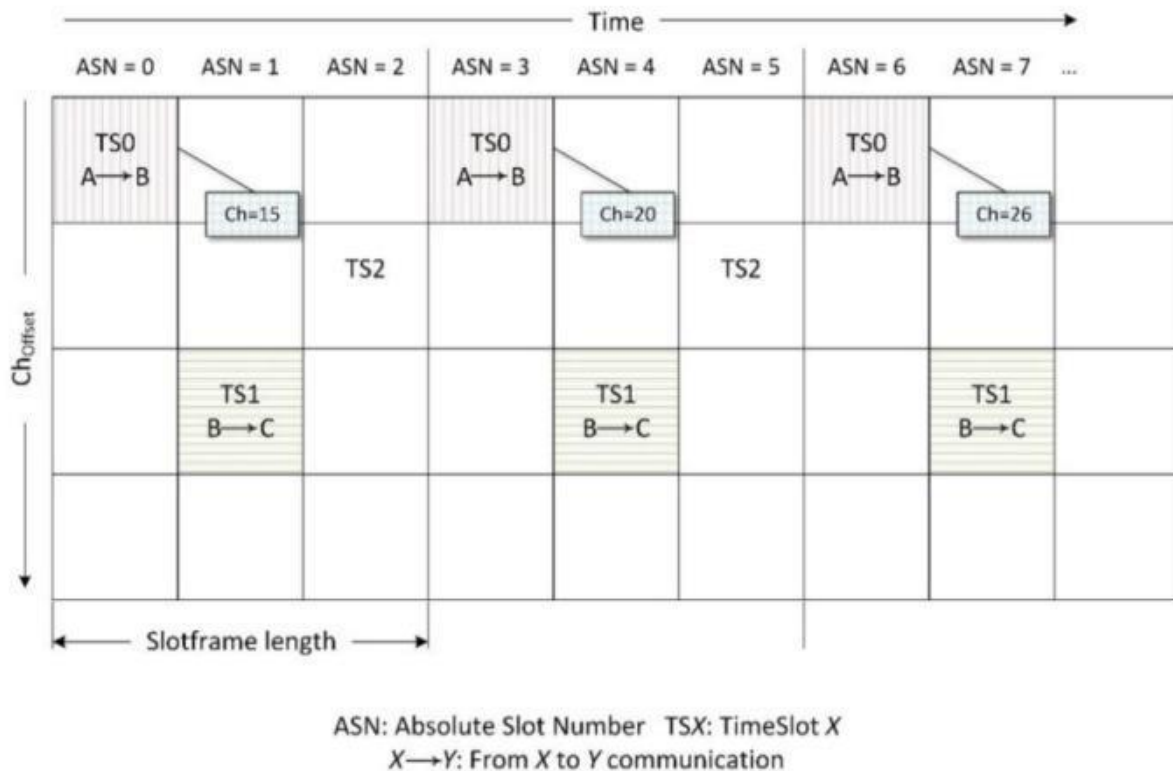 Time
ASN = 0 ASN = 1 ASN = 2 ASN = 3 ASN = 4 ASN = 5 ASN = 6 ASN = 7 ...
TS0 TS0 TS0
A→B A→B A→B
Ch=15 Ch=20 Ch=26
TS2 TS2
ChOffset
TS1 TS1 TS1
B→C B→C B→C
Slotframe length
ASN: Absolute Slot Number TSX: TimeSlot X
X→Y: From X to Y communication